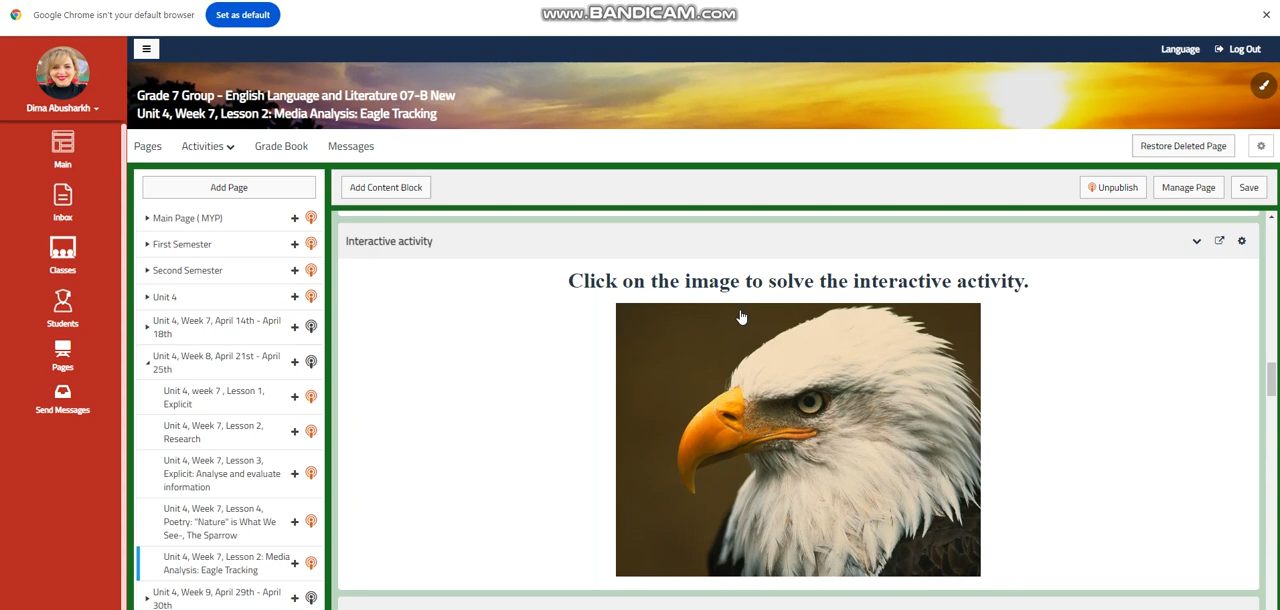 Google Chrome isn't your default browser
Set as default
www.BANDICAM.com
Language
Log Out
Dima Abusharkh
Grade 7 Group - English Language and Literature 07-B New
Unit 4, Week 7, Lesson 2: Media Analysis: Eagle Tracking
Pages
Activities
Grade Book
Messages
Restore Deleted Page
Main
Inbox
Classes
Students
Pages
Send Messages
Add Page
Main Page ( MYP)
First Semester
Second Semester
Unit 4
Unit 4, Week 7, April 14th - April
18th
Unit 4, Week 8, April 21st - April
25th
Unit 4, week 7 , Lesson 1,
Explicit
Unit 4, Week 7, Lesson 2,
Research
Unit 4, Week 7, Lesson 3,
Explicit: Analyse and evaluate
information
Unit 4, Week 7, Lesson 4,
Poetry: "Nature" is What We
See-, The Sparrow
Unit 4, Week 7, Lesson 2: Media
Analysis: Eagle Tracking
Unit 4, Week 9, April 29th - April
30th
Add Content Block
Unpublish
Manage Page
Save
Interactive activity
Click on the image to solve the interactive activity.